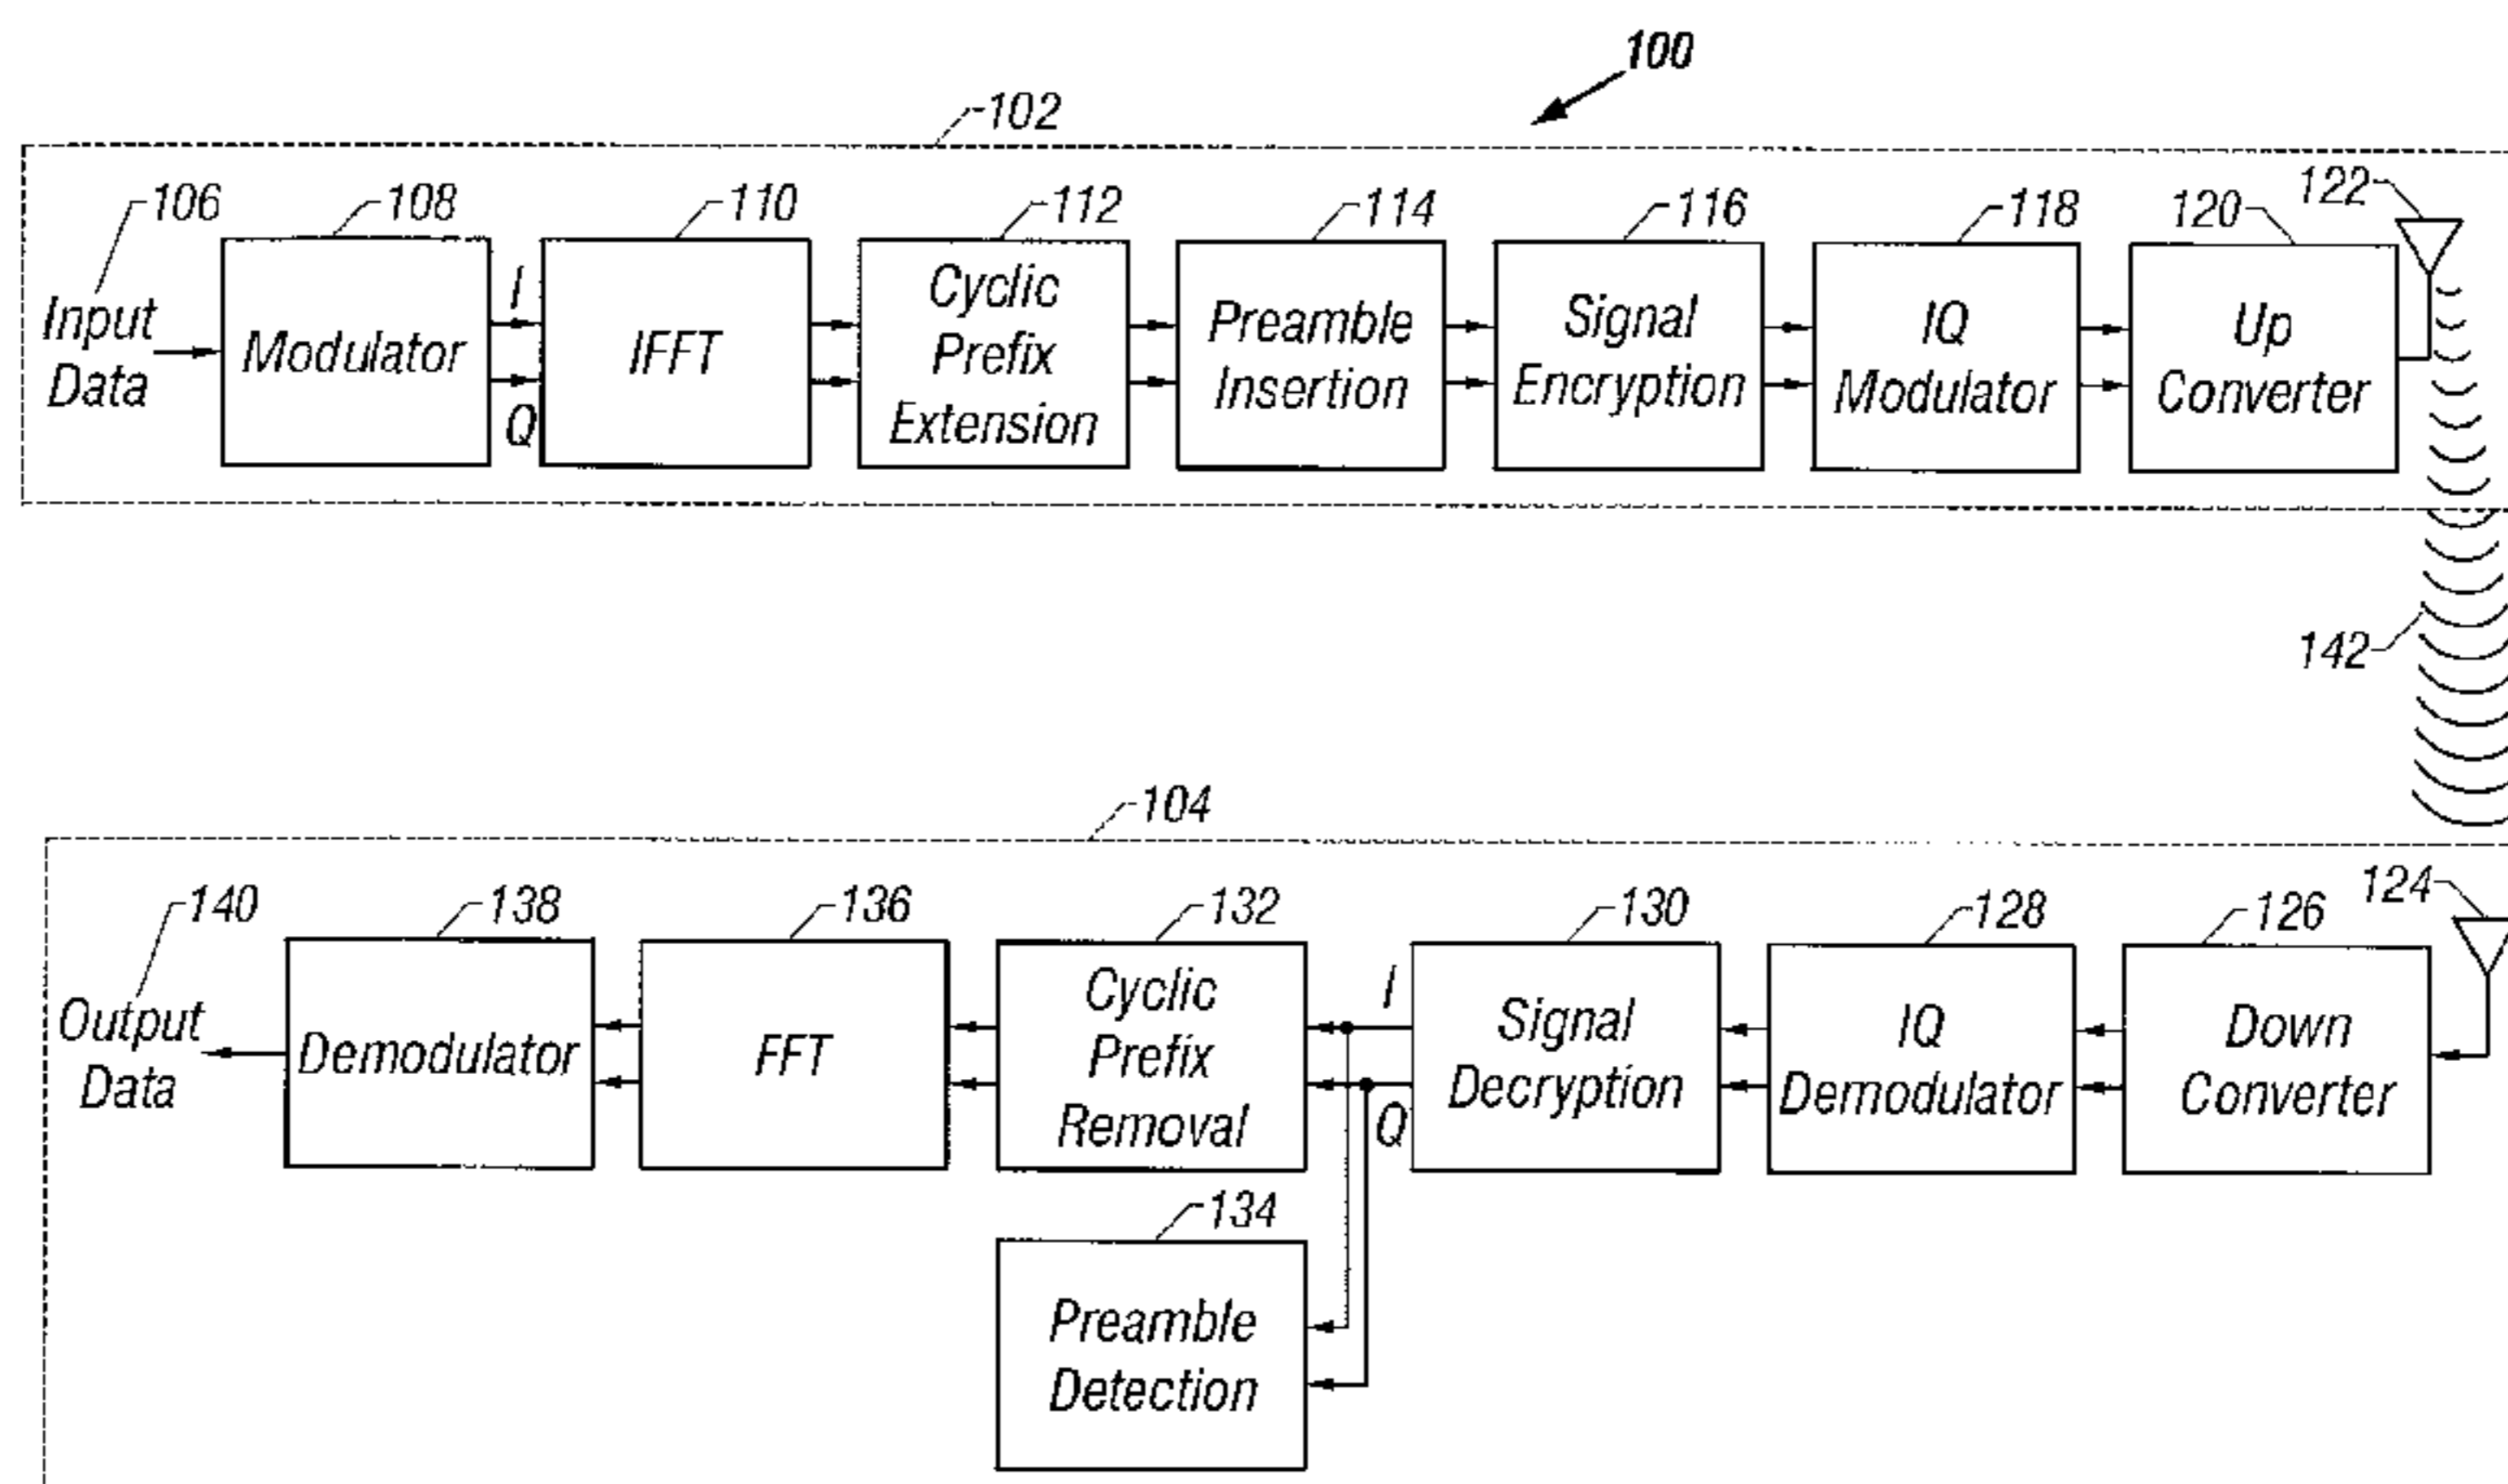 100
102
106
108
110
112
114
116
118
120
122
Input
Data
Modulator
I
Q
IFFT
Cyclic
Prefix
Extension
Preamble
Insertion
Signal
Encryption
IQ
Modulator
Up
Converter
142
104
140
138
136
132
130
128
126
124
Output
Data
Demodulator
FFT
Cyclic
Prefix
Removal
I
Q
Signal
Decryption
IQ
Demodulator
Down
Converter
134
Preamble
Detection